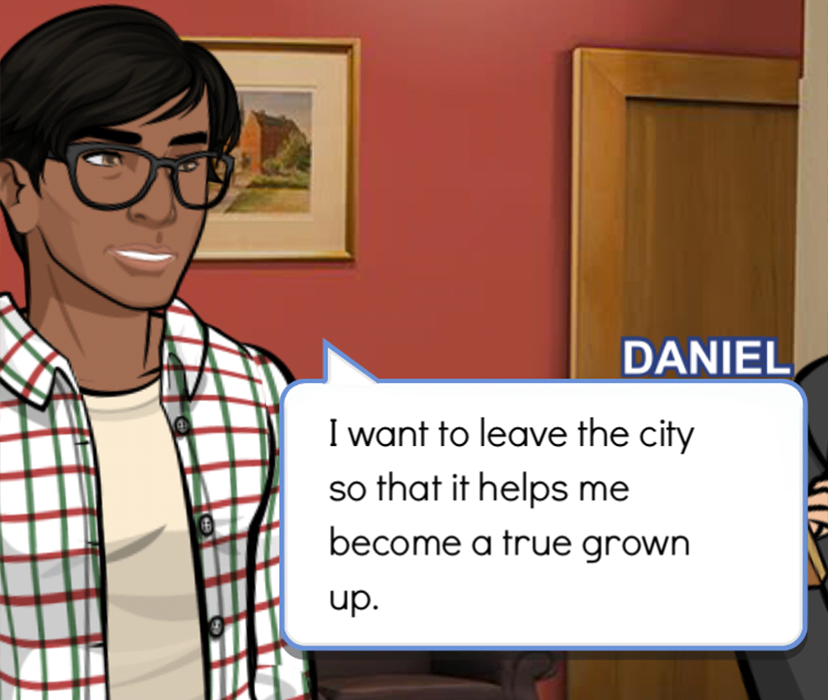 DANIEL
I want to leave the city
so that it helps me
become a true grown
up.